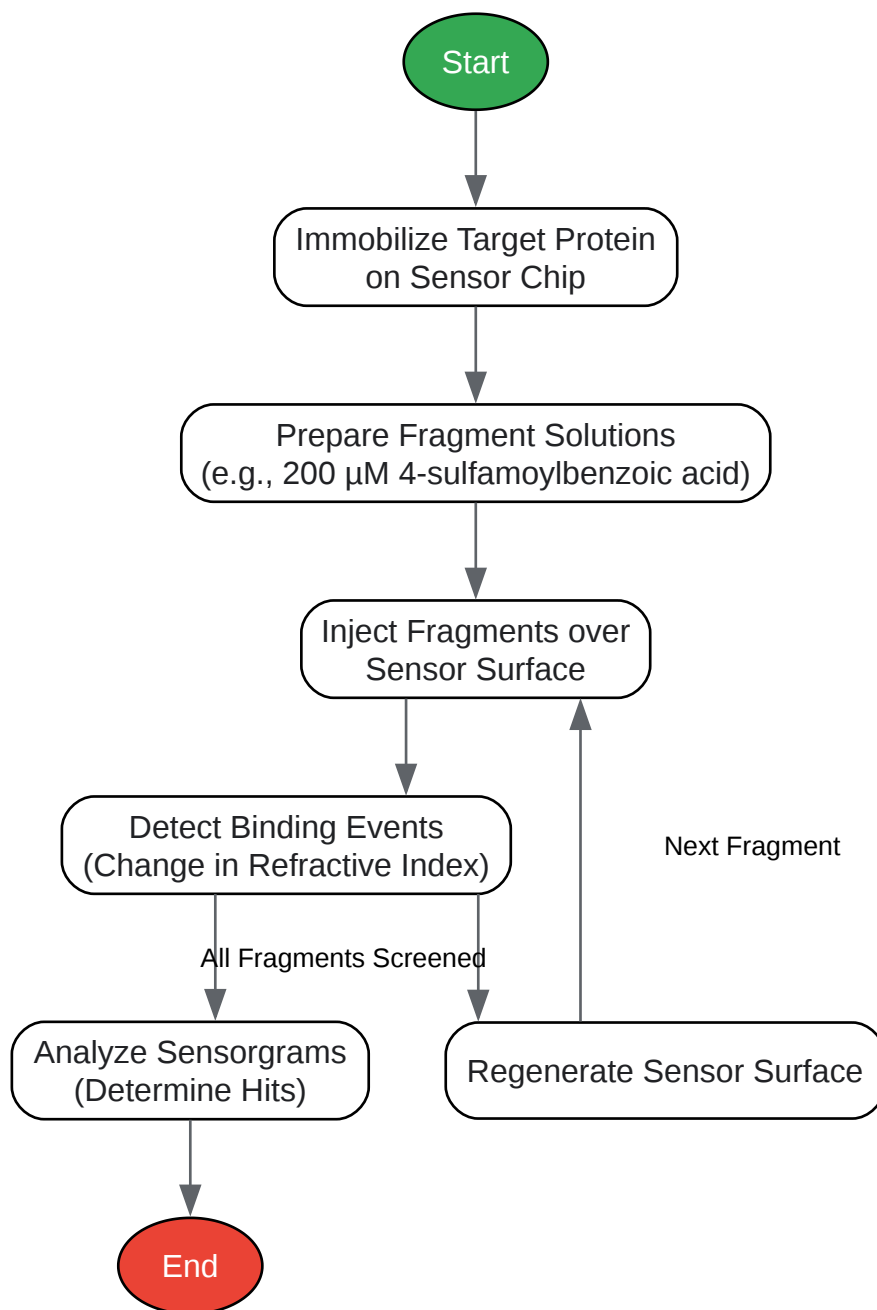 Start
Immobilize Target Protein
on Sensor Chip
Prepare Fragment Solutions
(e.g., 200 µM 4-sulfamoylbenzoic acid)
Inject Fragments over
Sensor Surface
Detect Binding Events
(Change in Refractive Index)
Next Fragment
All Fragments Screened
Analyze Sensorgrams
(Determine Hits)
Regenerate Sensor Surface
End